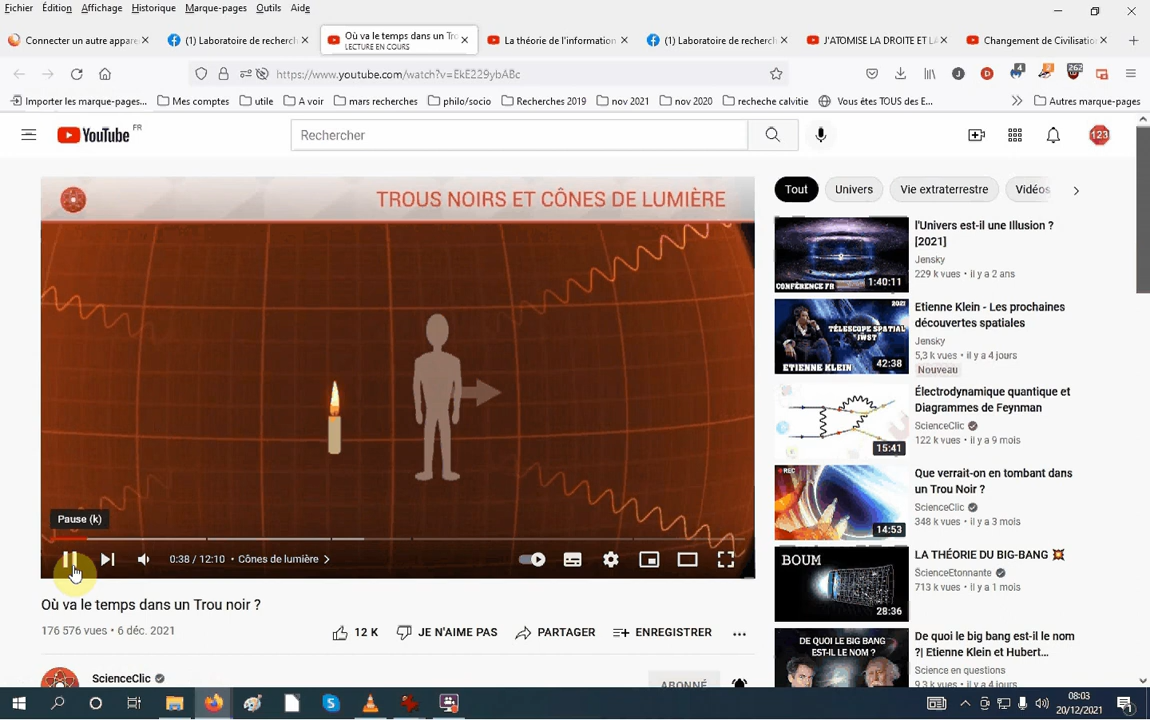 Fichier Édition Affichage Historique Marque-pages Outils Aide
Connecter un autre appare
(1) Laboratoire de recherch
Où va le temps dans un Tro
LECTURE EN COURS
La théorie de l'information
(1) Laboratoire de recherch
J'ATOMISE LA DROITE ET LA
Changement de Civilisation
https://www.youtube.com/watch?v=EkE229ybABc
4
262
Importer les marque-pages... Mes comptes utile A voir mars recherches philo/socio Recherches 2019 nov 2021 nov 2020 recheche calvitie Vous êtes TOUS des E... Autres marque-pages
YouTube FR
Rechercher
123
TROUS NOIRS ET CÔNES DE LUMIÈRE
Pause (k)
0:38 / 12:10 • Cônes de lumière
Où va le temps dans un Trou noir ?
176 576 vues • 6 déc. 2021
12 K JE N'AIME PAS PARTAGER ENREGISTRER
ScienceClic
ABONNÉ
Tout Univers Vie extraterrestre Vidéos
CONFÉRENCE FR
1:40:11
l'Univers est-il une Illusion ?
[2021]
Jensky
229 k vues • il y a 2 ans
2021
TÉLESCOPE SPATIAL
JWST
ETIENNE KLEIN
42:38
Etienne Klein - Les prochaines
découvertes spatiales
Jensky
5,3 k vues • il y a 4 jours
Nouveau
15:41
Électrodynamique quantique et
Diagrammes de Feynman
ScienceClic
122 k vues • il y a 9 mois
REC
14:53
Que verrait-on en tombant dans
un Trou Noir ?
ScienceClic
348 k vues • il y a 3 mois
BOUM
28:36
LA THÉORIE DU BIG-BANG
ScienceEtonnante
713 k vues • il y a 1 mois
DE QUOI LE BIG BANG
EST-IL LE NOM ?
De quoi le big bang est-il le nom
?| Etienne Klein et Hubert...
Science en questions
9,3 k vues • il y a 4 jours
08:03
20/12/2021
1